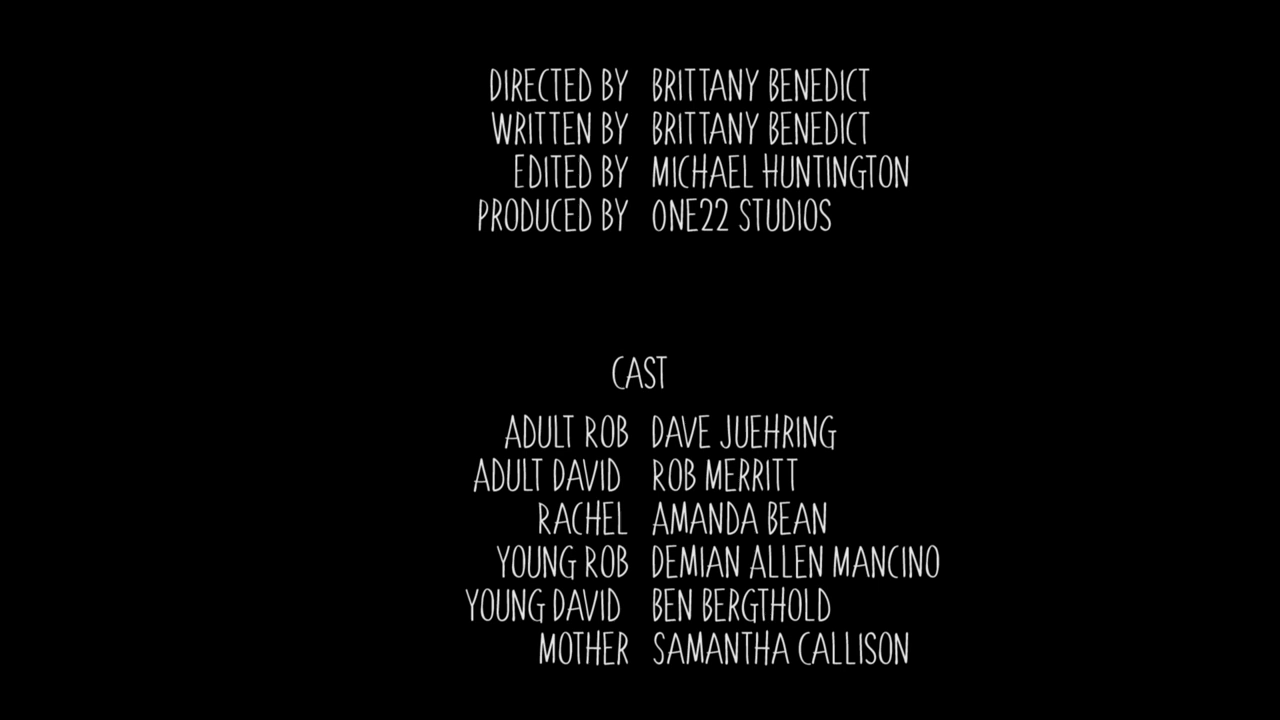 DIRECTED BY BRITTANY BENEDICT
WRITTEN BY BRITTANY BENEDICT
EDITED BY MICHAEL HUNTINGTON
PRODUCED BY ONE22 STUDIOS
CAST
ADULT ROB DAVE JUEHRING
ADULT DAVID ROB MERRITT
RACHEL AMANDA BEAN
YOUNG ROB DEMIAN ALLEN MANCINO
YOUNG DAVID BEN BERGTHOLD
MOTHER SAMANTHA CALLISON